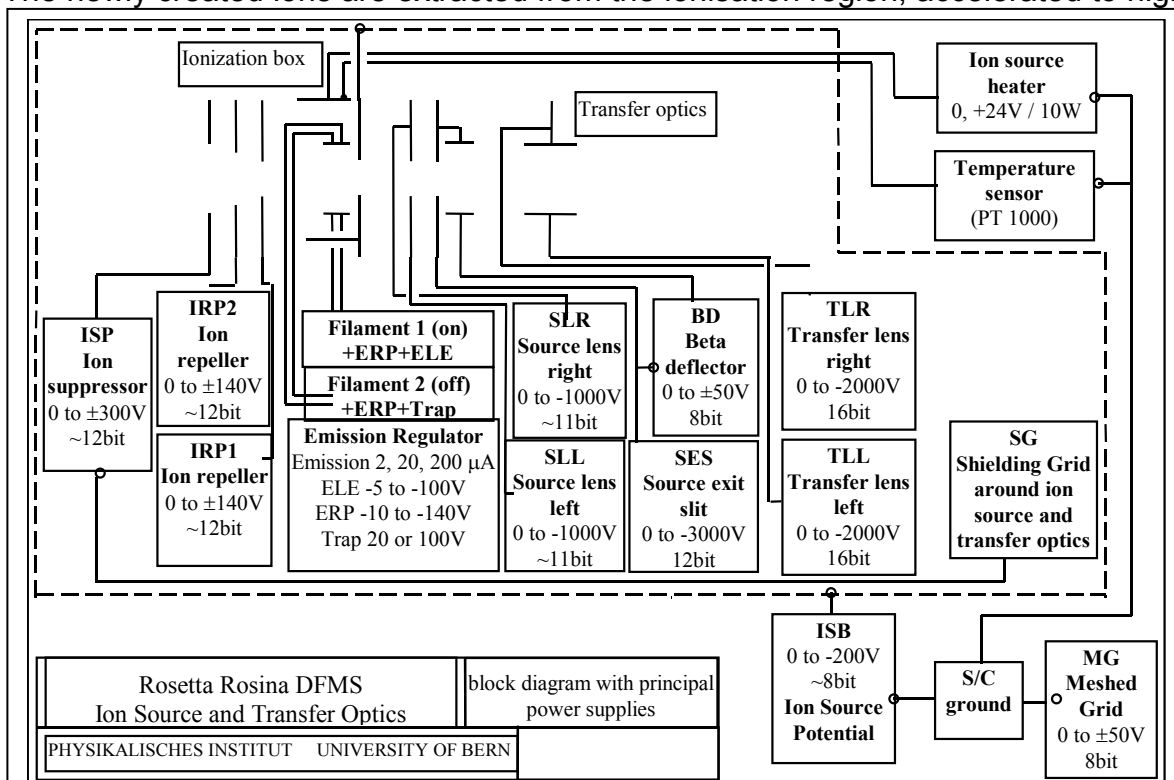 The newly created ions are extracted from the ionisation region, accelerated to hig
Ionization box
Transfer optics
Ion source
heater
0, +24V / 10W
Temperature
sensor
(PT 1000)
ISP
Ion
suppressor
0 to ±300V
~12bit
IRP2
Ion
repeller
0 to ±140V
~12bit
IRP1
Ion repeller
0 to ±140V
~12bit
Filament 1 (on)
+ERP+ELE
Filament 2 (off)
+ERP+Trap
Emission Regulator
Emission 2, 20, 200 µA
ELE -5 to -100V
ERP -10 to -140V
Trap 20 or 100V
SLR
Source lens
right
0 to -1000V
~11bit
SLL
Source lens
left
0 to -1000V
~11bit
BD
Beta
deflector
0 to ±50V
8bit
SES
Source exit
slit
0 to -3000V
12bit
TLR
Transfer lens
right
0 to -2000V
16bit
TLL
Transfer lens
left
0 to -2000V
16bit
SG
Shielding Grid
around ion
source and
transfer optics
ISB
0 to -200V
~8bit
Ion Source
Potential
S/C
ground
MG
Meshed
Grid
0 to ±50V
8bit
Rosetta Rosina DFMS
Ion Source and Transfer Optics
block diagram with principal
power supplies
PHYSIKALISCHES INSTITUT UNIVERSITY OF BERN